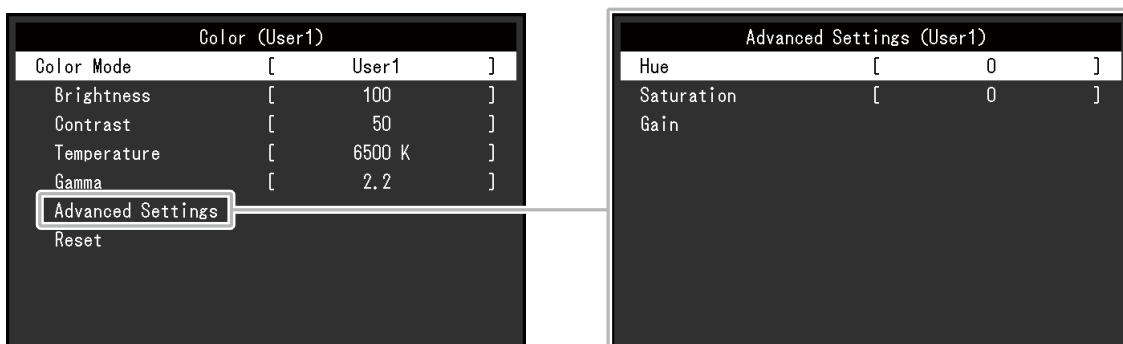 Color (User1)
Color Mode [ User1 ]
Brightness [ 100 ]
Contrast [ 50 ]
Temperature [ 6500 K ]
Gamma [ 2.2 ]
Advanced Settings
Reset
Advanced Settings (User1)
Hue [ 0 ]
Saturation [ 0 ]
Gain